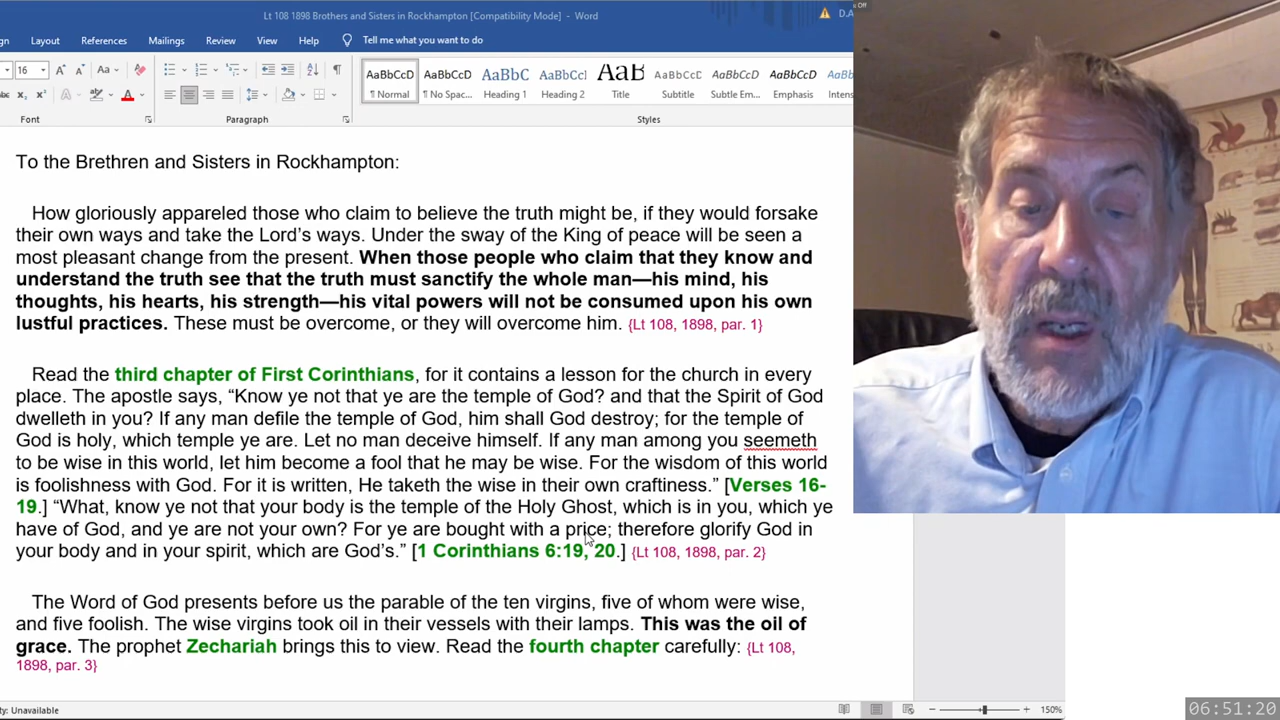 Lt 108 1898 Brothers and Sisters in Rockhampton [Compatibility Mode] - Word
D.A
s Off
gn Layout References Mailings Review View Help Tell me what you want to do
16 Aa
AaBbCcD AaBbCcD AaBbC AaBbCcI AaB AaBbCcD AaBbCcD AaBbCcD AaBb
¶ Normal ¶ No Spac... Heading 1 Heading 2 Title Subtitle Subtle Em... Emphasis Intens
Font Paragraph Styles
To the Brethren and Sisters in Rockhampton:
How gloriously appareled those who claim to believe the truth might be, if they would forsake
their own ways and take the Lord's ways. Under the sway of the King of peace will be seen a
most pleasant change from the present. When those people who claim that they know and
understand the truth see that the truth must sanctify the whole man—his mind, his
thoughts, his hearts, his strength—his vital powers will not be consumed upon his own
lustful practices. These must be overcome, or they will overcome him. {Lt 108, 1898, par. 1}
Read the third chapter of First Corinthians, for it contains a lesson for the church in every
place. The apostle says, “Know ye not that ye are the temple of God? and that the Spirit of God
dwelleth in you? If any man defile the temple of God, him shall God destroy; for the temple of
God is holy, which temple ye are. Let no man deceive himself. If any man among you seemeth
to be wise in this world, let him become a fool that he may be wise. For the wisdom of this world
is foolishness with God. For it is written, He taketh the wise in their own craftiness.” [Verses 16-
19.] “What, know ye not that your body is the temple of the Holy Ghost, which is in you, which ye
have of God, and ye are not your own? For ye are bought with a price; therefore glorify God in
your body and in your spirit, which are God's.” [1 Corinthians 6:19, 20.] {Lt 108, 1898, par. 2}
The Word of God presents before us the parable of the ten virgins, five of whom were wise,
and five foolish. The wise virgins took oil in their vessels with their lamps. This was the oil of
grace. The prophet Zechariah brings this to view. Read the fourth chapter carefully: {Lt 108,
1898, par. 3}
ty: Unavailable
150%
06:51:20